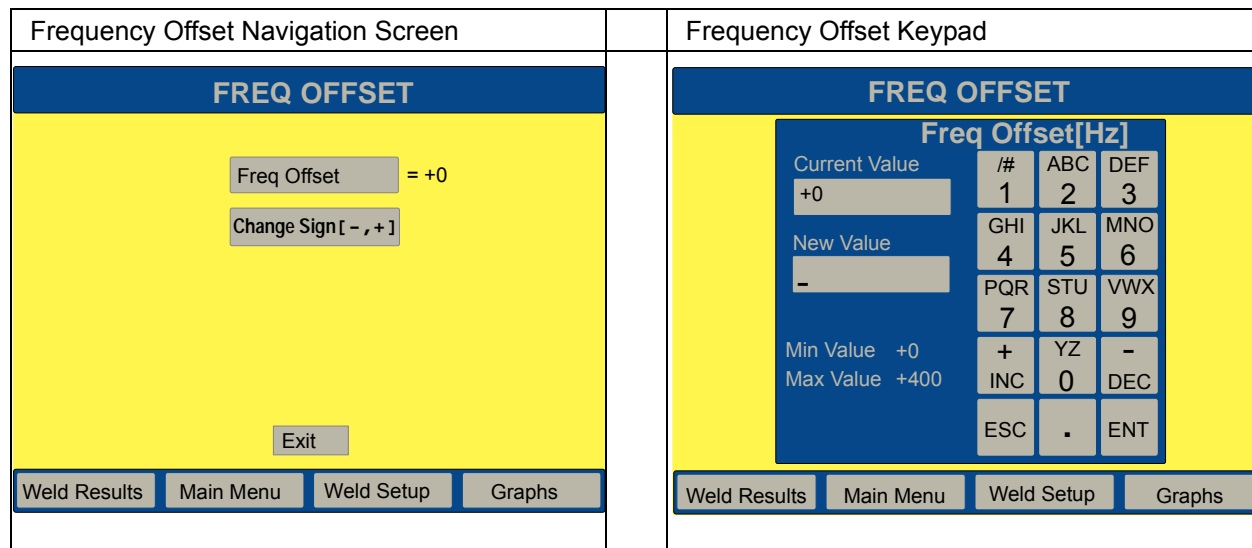 Frequency Offset Navigation Screen
FREQ OFFSET
Freq Offset = +0
Change Sign[-,+]
Exit
Weld Results Main Menu Weld Setup Graphs
Frequency Offset Keypad
FREQ OFFSET
Freq Offset[Hz]
Current Value
+0
New Value
_
Min Value +0
Max Value +400
/# ABC DEF
1 2 3
GHI JKL MNO
4 5 6
PQR STU VWX
7 8 9
+ YZ -
INC 0 DEC
ESC . ENT
Weld Results Main Menu Weld Setup Graphs